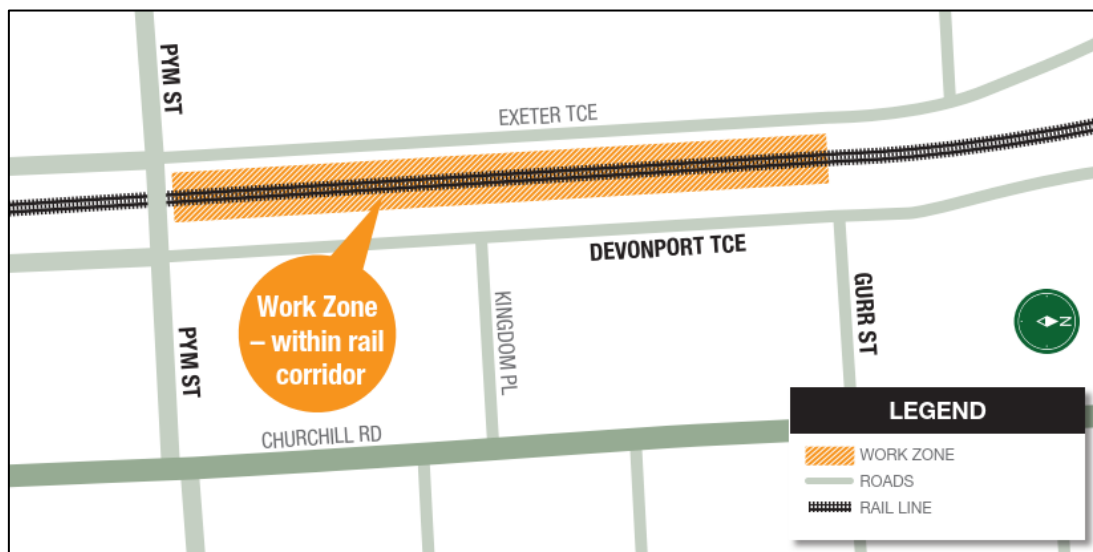 PYM ST
EXETER TCE
DEVONPORT TCE
Work Zone
– within rail
corridor
PYM ST
KINGDOM PL
GURR ST
N
CHURCHILL RD
LEGEND
WORK ZONE
ROADS
RAIL LINE